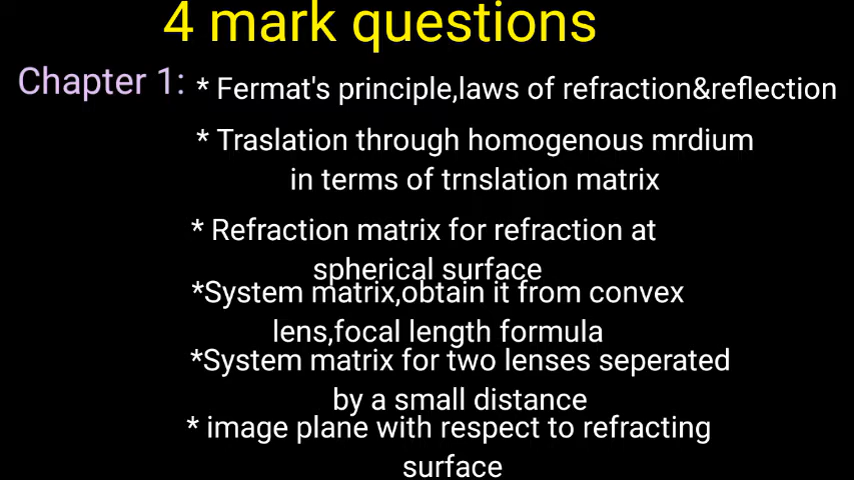 4 mark questions
Chapter 1: * Fermat's principle,laws of refraction&reflection
* Traslation through homogenous mrdium
in terms of trnslation matrix
* Refraction matrix for refraction at
spherical surface
*System matrix,obtain it from convex
lens,focal length formula
*System matrix for two lenses seperated
by a small distance
* image plane with respect to refracting
surface